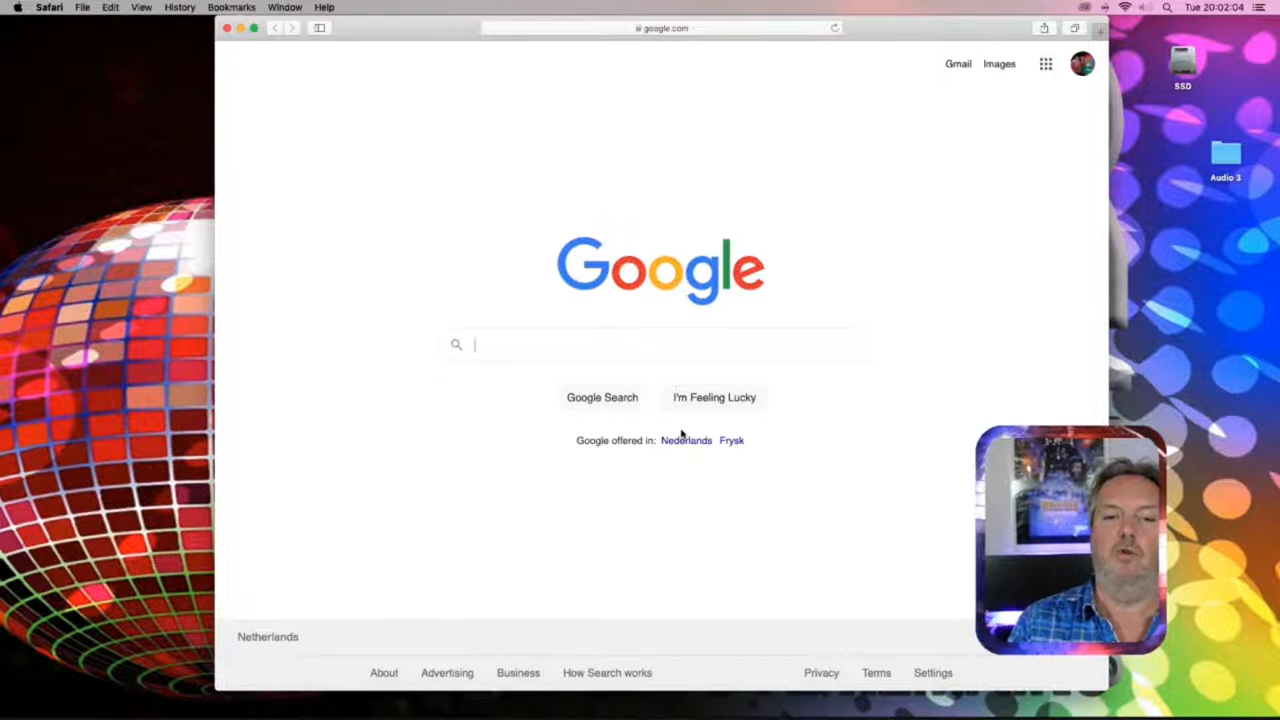 Safari File Edit View History Bookmarks Window Help Tue 20:02:04
google.com
Gmail Images
SSD
Audio 3
Google
Google Search I'm Feeling Lucky
Google offered in: Nederlands Frysk
Netherlands
About Advertising Business How Search works Privacy Terms Settings